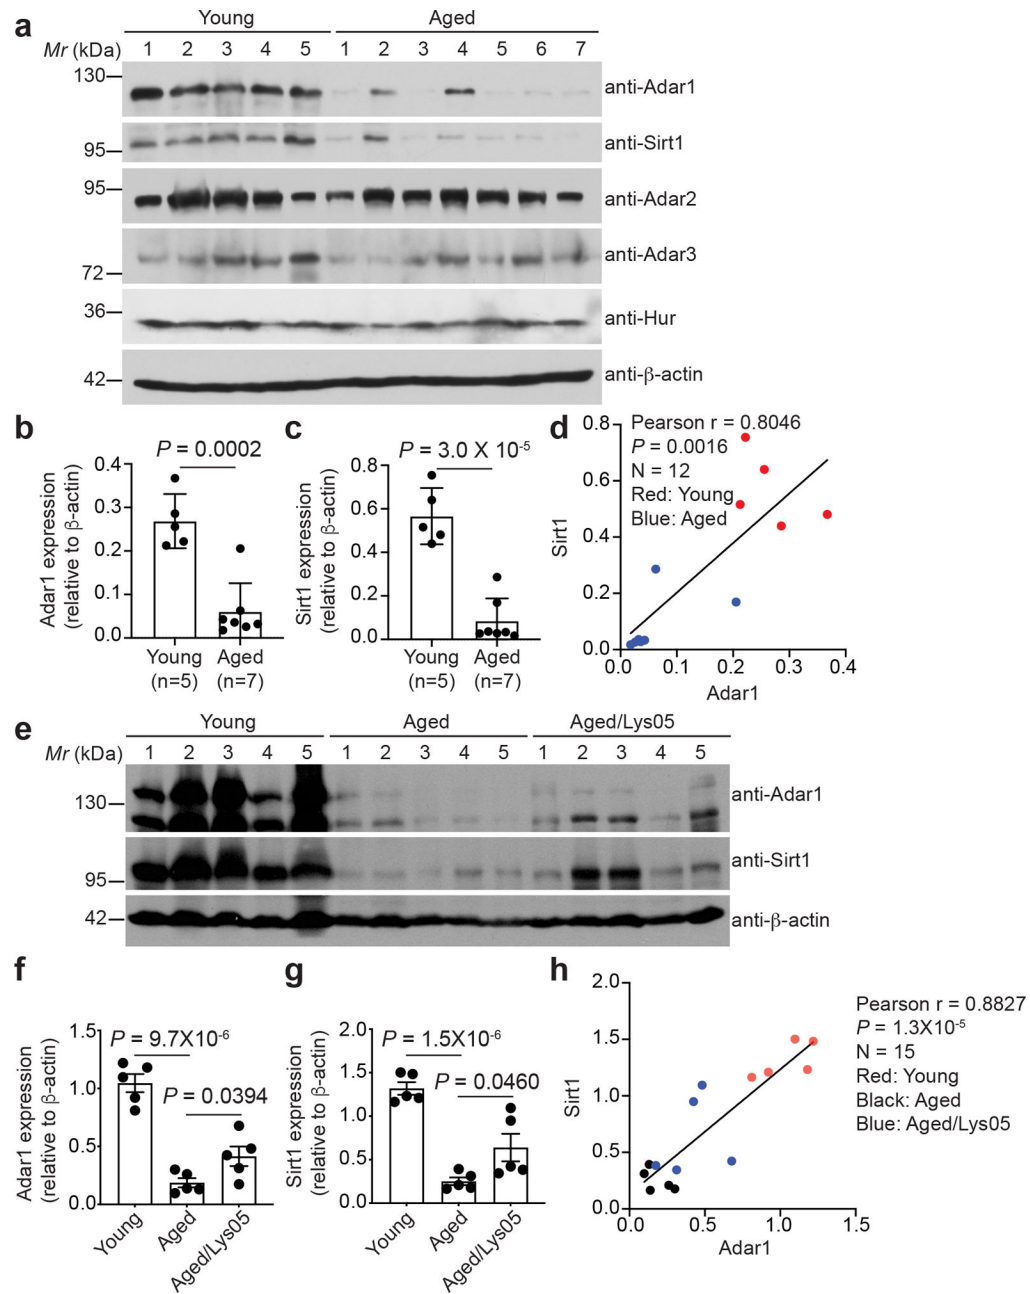 a
Young Aged
Mr (kDa) 1 2 3 4 5 1 2 3 4 5 6 7
130
anti-Adar1
95
anti-Sirt1
95
anti-Adar2
72
anti-Adar3
36
anti-Hur
42
anti-β-actin
b
P = 0.0002
Adar1 expression
(relative to β-actin)
0.4
0.3
0.2
0.1
0.0
Young Aged
(n=5) (n=7)
c
P = 3.0 X 10-5
Sirt1 expression
(relative to β-actin)
0.8
0.6
0.4
0.2
0.0
Young Aged
(n=5) (n=7)
d
Pearson r = 0.8046
P = 0.0016
N = 12
Red: Young
Blue: Aged
Sirt1
0.8
0.6
0.4
0.2
0.0
0.0 0.1 0.2 0.3 0.4
Adar1
e
Young Aged Aged/Lys05
Mr (kDa) 1 2 3 4 5 1 2 3 4 5 1 2 3 4 5
130
anti-Adar1
95
anti-Sirt1
42
anti-β-actin
f
P = 9.7X10-6
P = 0.0394
Adar1 expression
(relative to β-actin)
1.5
1.0
0.5
0.0
Young
Aged
Aged/Lys05
g
P = 1.5X10-6
P = 0.0460
Sirt1 expression
(relative to β-actin)
2.0
1.5
1.0
0.5
0.0
Young
Aged
Aged/Lys05
h
Sirt1
2.0
1.5
1.0
0.5
0.0
0.0 0.5 1.0 1.5
Adar1
Pearson r = 0.8827
P = 1.3X10-5
N = 15
Red: Young
Black: Aged
Blue: Aged/Lys05